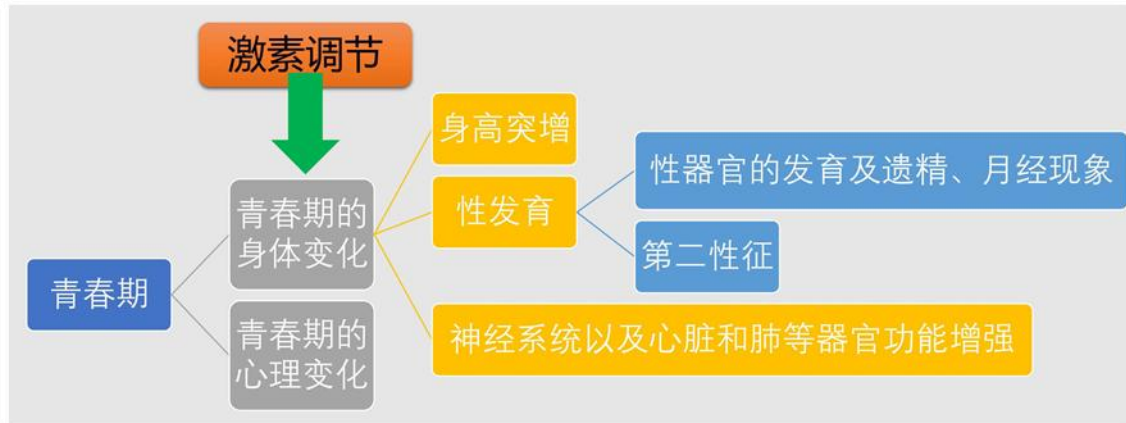 激素调节
身高突增
性器官的发育及遗精、月经现象
青春期的
身体变化
性发育
第二性征
青春期
青春期的
心理变化
神经系统以及心脏和肺等器官功能增强